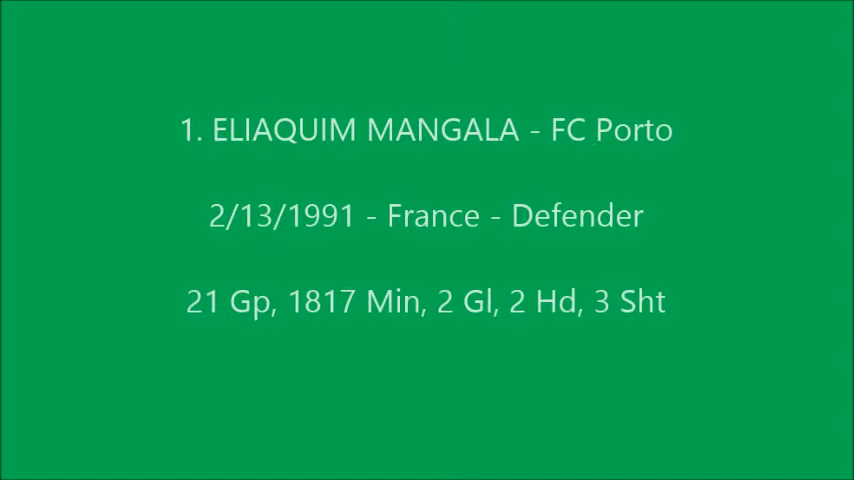 1. ELIAQUIM MANGALA - FC Porto
2/13/1991 - France - Defender
21 Gp, 1817 Min, 2 Gl, 2 Hd, 3 Sht